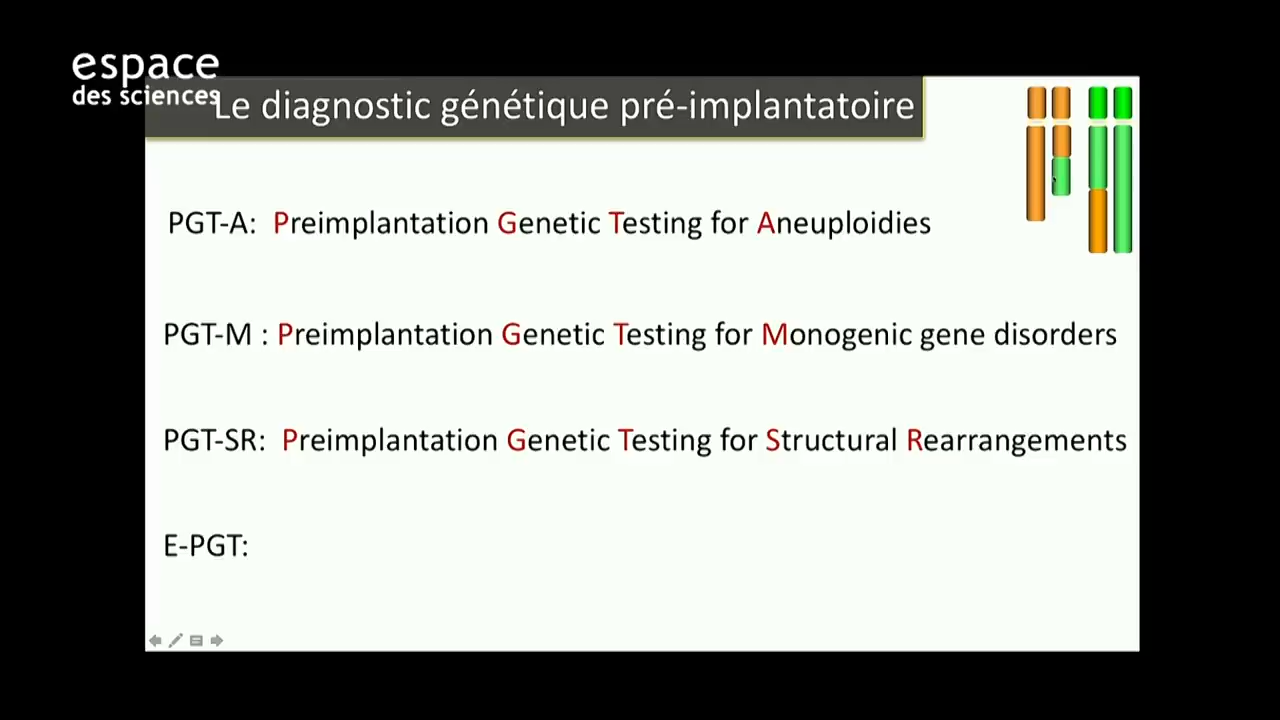 espace
des sciences
Le diagnostic génétique pré-implantatoire
PGT-A: Preimplantation Genetic Testing for Aneuploidies
PGT-M : Preimplantation Genetic Testing for Monogenic gene disorders
PGT-SR: Preimplantation Genetic Testing for Structural Rearrangements
E-PGT: